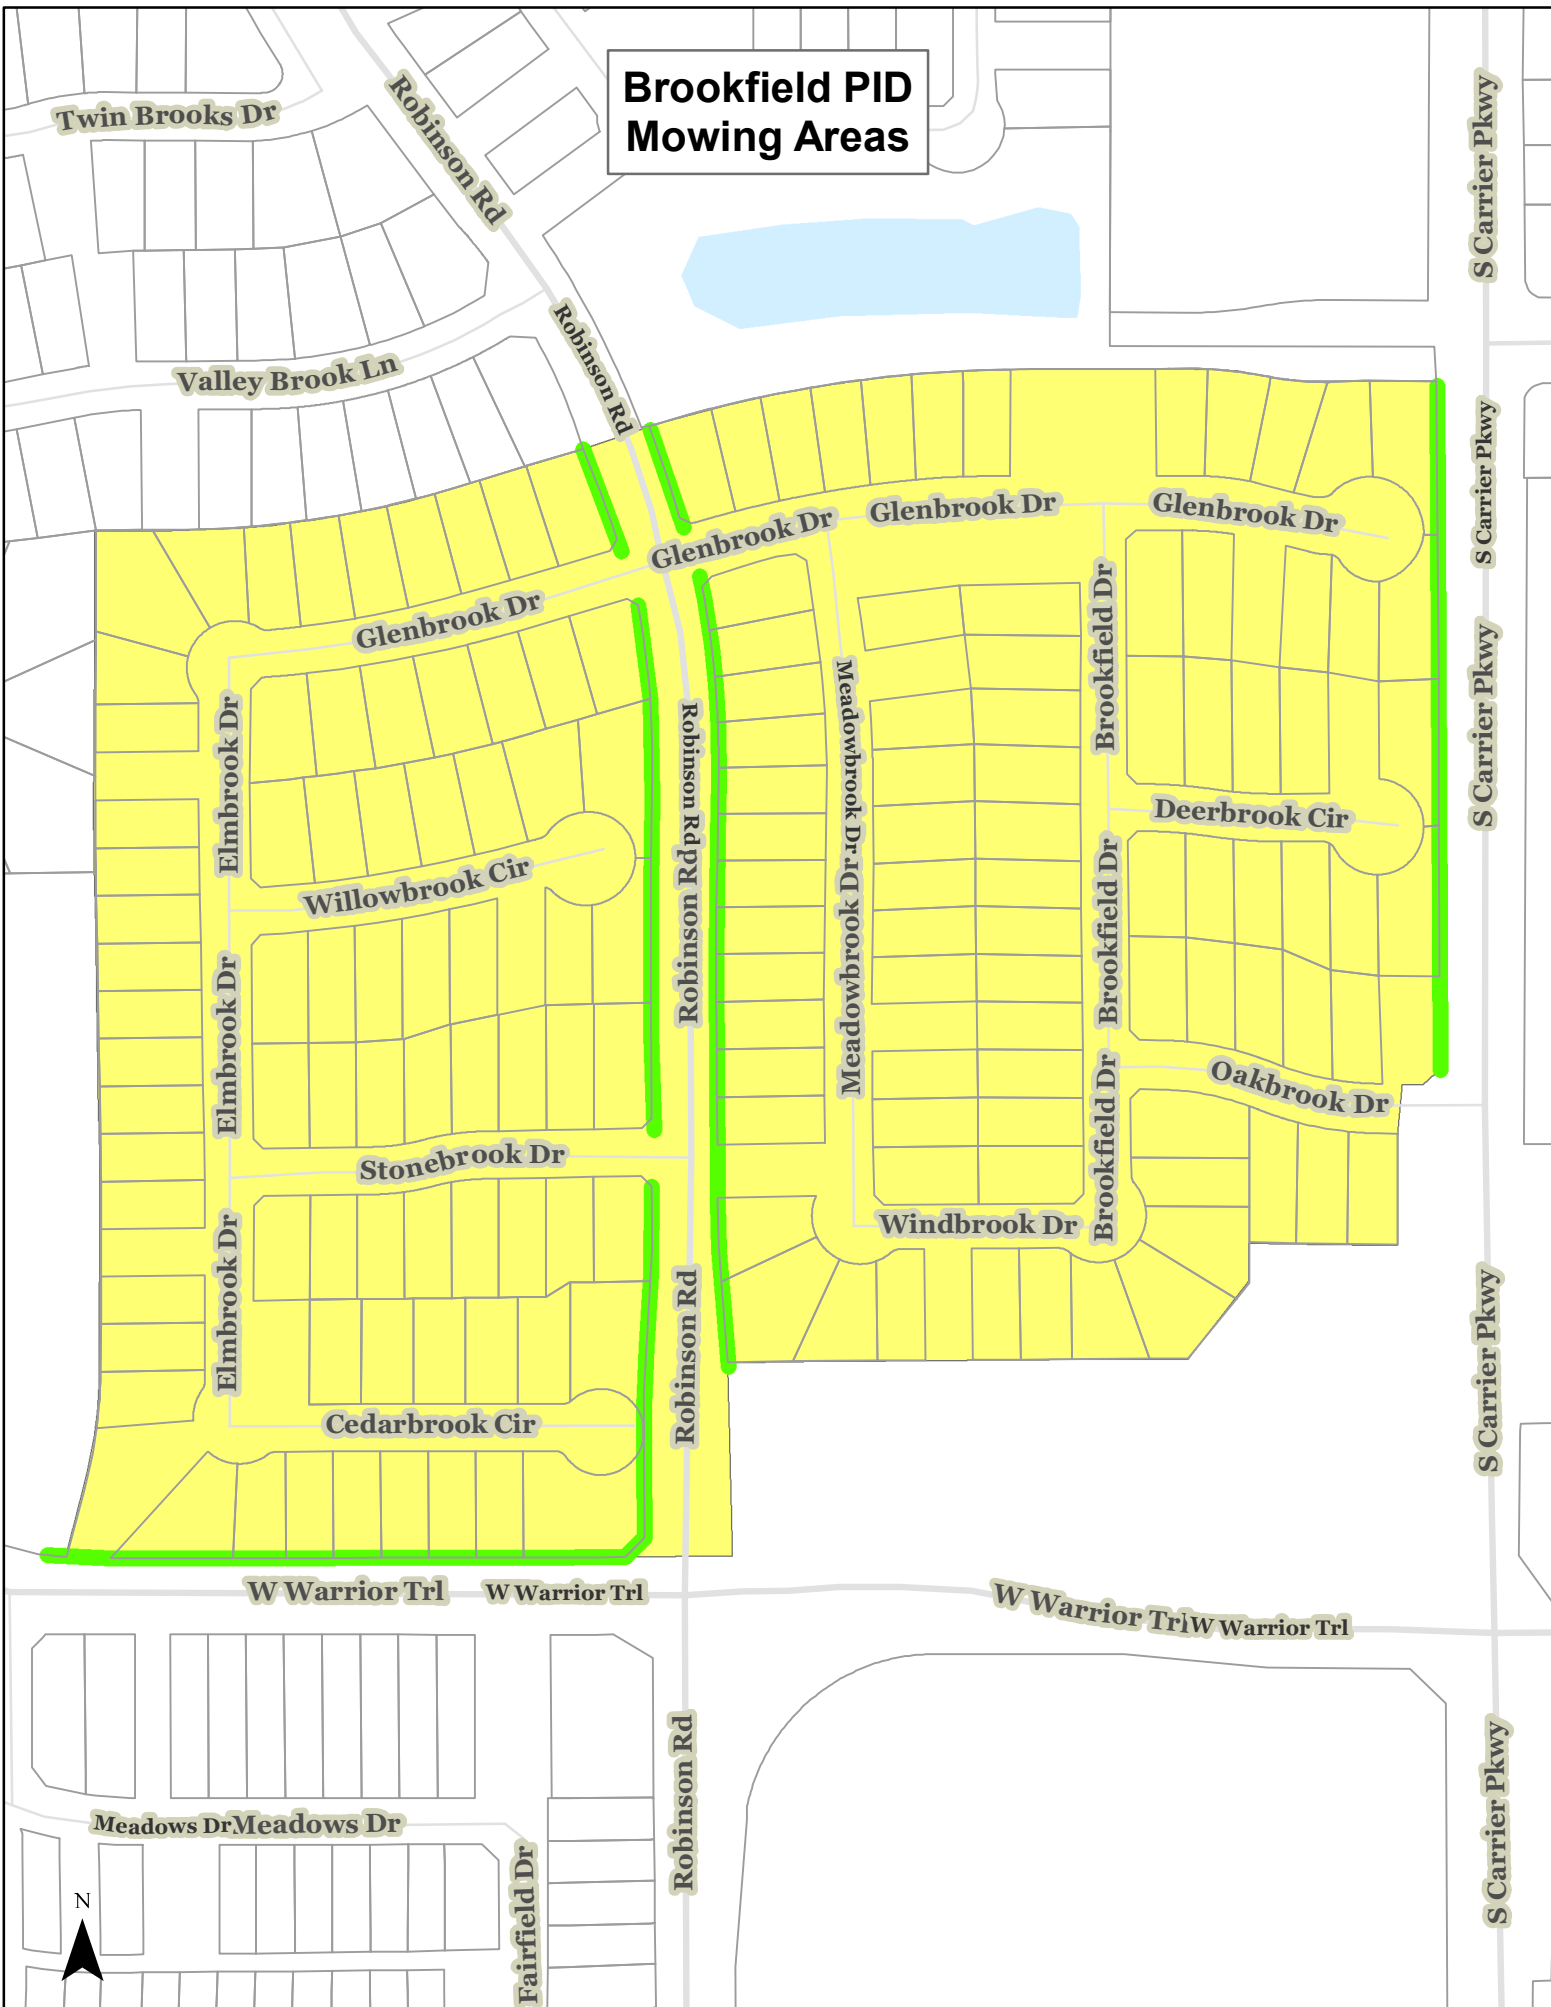 Brookfield PID
Mowing Areas
Twin Brooks Dr
Robinson Rd
S Carrier Pkwy
Robinson Rd
Valley Brook Ln
S Carrier Pkwy
Glenbrook Dr
Glenbrook Dr
Glenbrook Dr
Glenbrook Dr
Brookfield Dr
S Carrier Pkwy
Elmbrook Dr
Robinson Rd
Meadowbrook Dr
Deerbrook Cir
Willowbrook Cir
Robinson Rd
Meadowbrook Dr
Brookfield Dr
Elmbrook Dr
Oakbrook Dr
Brookfield Dr
Stonebrook Dr
Windbrook Dr
Elmbrook Dr
Robinson Rd
S Carrier Pkwy
Cedarbrook Cir
W Warrior Trl
W Warrior Trl
W Warrior Trl
W Warrior Trl
Robinson Rd
S Carrier Pkwy
Meadows Dr
Meadows Dr
Fairfield Dr
N